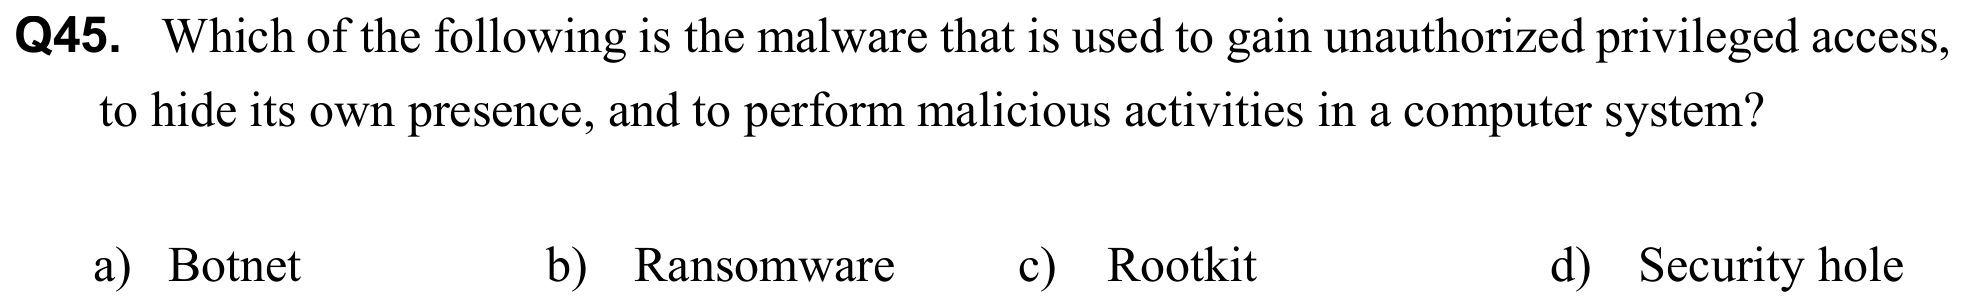 Q45. Which of the following is the malware that is used to gain unauthorized privileged access,
to hide its own presence, and to perform malicious activities in a computer system?
a) Botnet b) Ransomware c) Rootkit d) Security hole